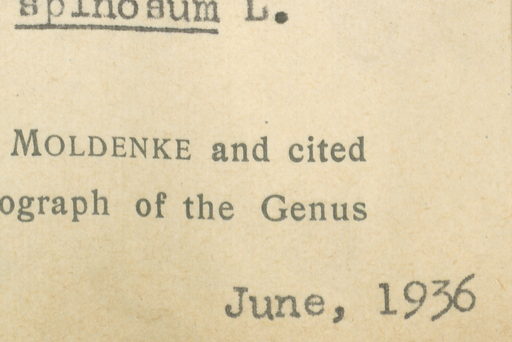 spinosum L.
MOLDENKE and cited
ograph of the Genus
June, 1936